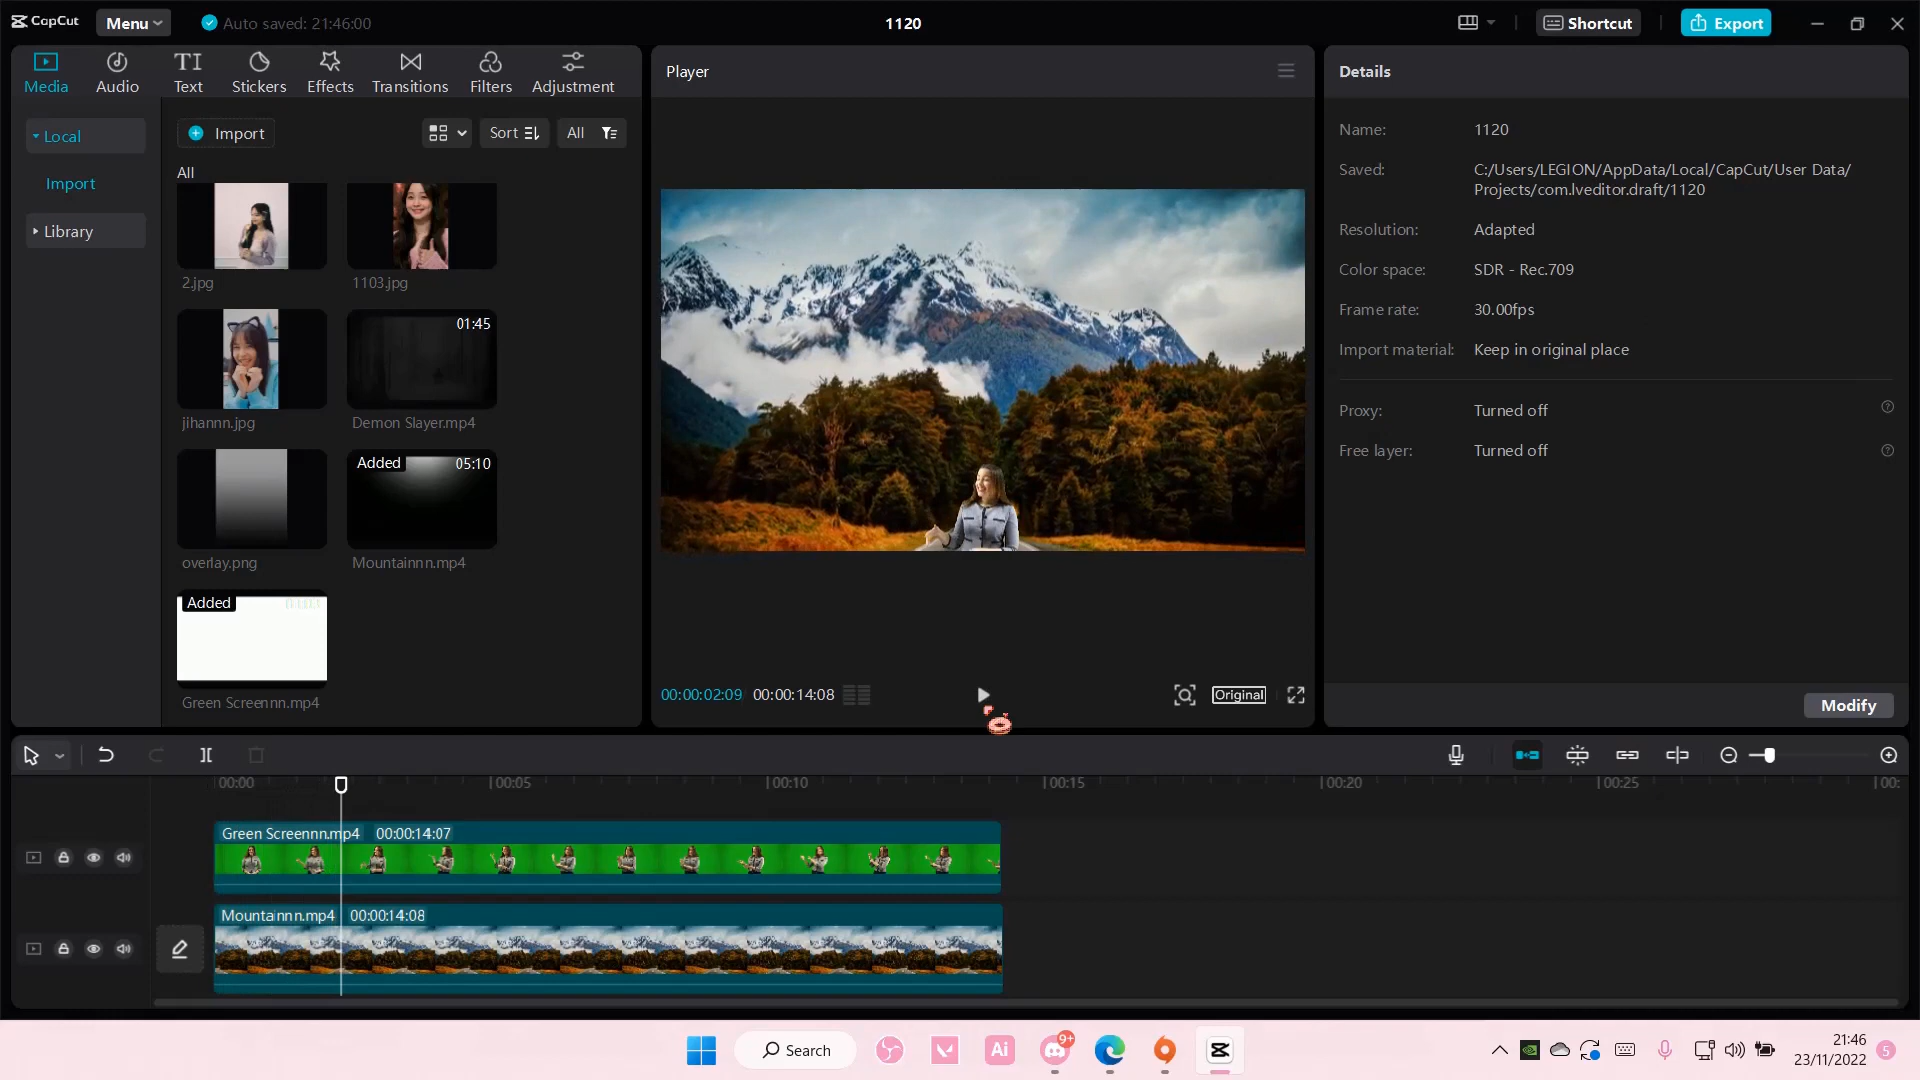 CapCut
Menu
Auto saved: 21:46:00
1120
Shortcut
Export
Media
Audio
TI
Text
Stickers
Effects
Transitions
Filters
Adjustment
Local
Import
Library
Import
Sort
All
All
2.jpg
1103.jpg
01:45
jihannn.jpg
Demon Slayer.mp4
Added
05:10
overlay.png
Mountainnn.mp4
Added
Green Screennn.mp4
Player
00:00:02:09
00:00:14:08
Original
Details
Name:
1120
Saved:
C:/Users/LEGION/AppData/Local/CapCut/User Data/
Projects/com.lveditor.draft/1120
Resolution:
Adapted
Color space:
SDR - Rec.709
Frame rate:
30.00fps
Import material:
Keep in original place
Proxy:
Turned off
Free layer:
Turned off
Modify
00:00
00:05
00:10
00:15
00:20
00:25
00:
Green Screennn.mp4 00:00:14:07
Mountainnn.mp4 00:00:14:08
Search
Ai
9+
21:46
23/11/2022
5